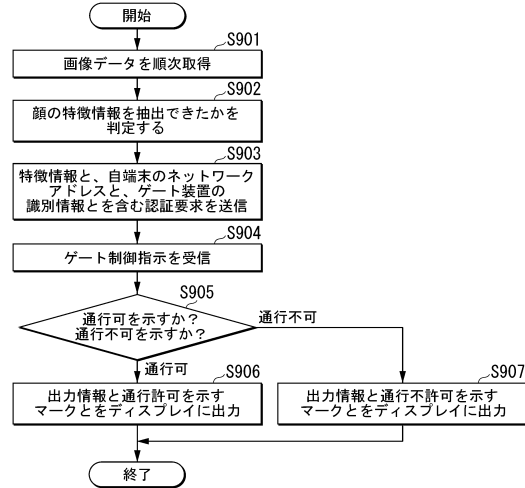 開始
S901
画像データを順次取得
S902
顔の特徴情報を抽出できたかを
判定する
S903
特徴情報と、自端末のネットワーク
アドレスと、ゲート装置の
識別情報とを含む認証要求を送信
S904
ゲート制御指示を受信
S905
通行可を示すか?
通行不可を示すか?
通行不可
通行可
S906
出力情報と通行許可を示す
マークとをディスプレイに出力
S907
出力情報と通行不許可を示す
マークとをディスプレイに出力
終了